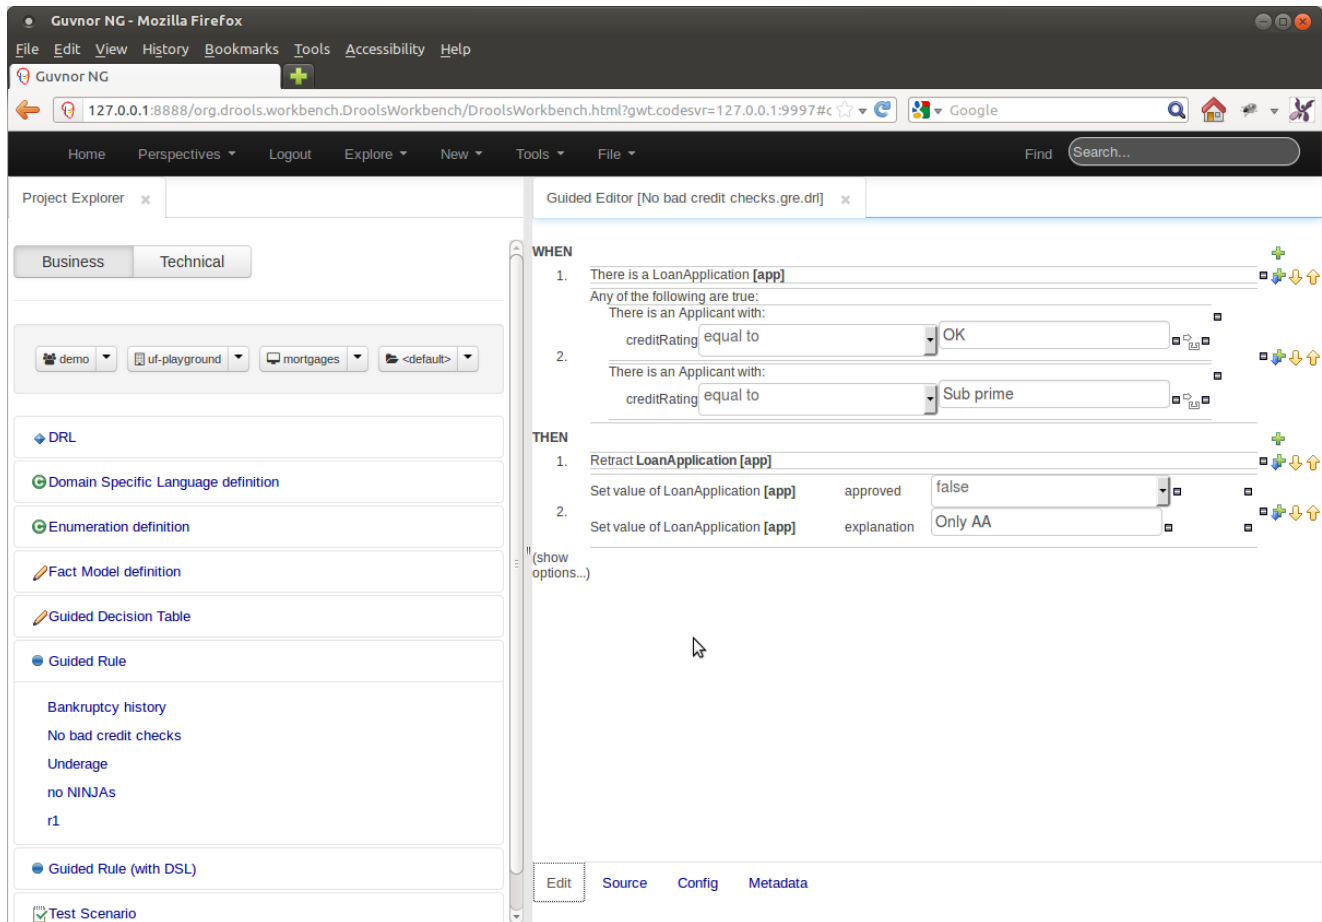 Guvnor NG - Mozilla Firefox
File Edit View History Bookmarks Tools Accessibility Help
Guvnor NG
127.0.0.1:8888/org.drools.workbench.DroolsWorkbench/DroolsWorkbench.html?gwt.codesvr=127.0.0.1:9997#c Google
Home Perspectives Logout Explore New Tools File Find Search...
Project Explorer
Business Technical
demo uf-playground mortgages <default>
DRL
Domain Specific Language definition
Enumeration definition
Fact Model definition
Guided Decision Table
Guided Rule
Bankruptcy history
No bad credit checks
Underage
no NINJAs
r1
Guided Rule (with DSL)
Test Scenario
Guided Editor [No bad credit checks.gre.drl]
WHEN
1. There is a LoanApplication [app]
Any of the following are true:
There is an Applicant with:
creditRating equal to OK
2.
There is an Applicant with:
creditRating equal to Sub prime
THEN
1. Retract LoanApplication [app]
Set value of LoanApplication [app] approved false
2.
Set value of LoanApplication [app] explanation Only AA
(show
options...)
Edit Source Config Metadata